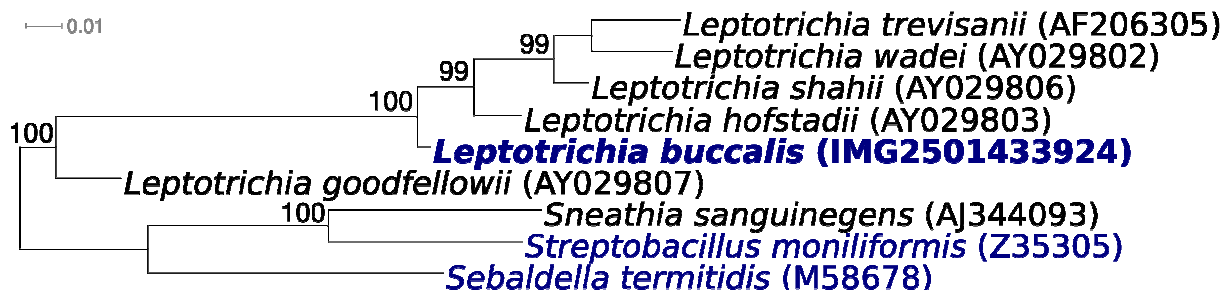 0.01
Leptotrichia trevisanii (AF206305)
99
Leptotrichia wadei (AY029802)
99
Leptotrichia shahii (AY029806)
100
Leptotrichia hofstadii (AY029803)
100
Leptotrichia buccalis (IMG2501433924)
Leptotrichia goodfellowii (AY029807)
100
Sneathia sanguinegens (AJ344093)
Streptobacillus moniliformis (Z35305)
Sebaldella termitidis (M58678)